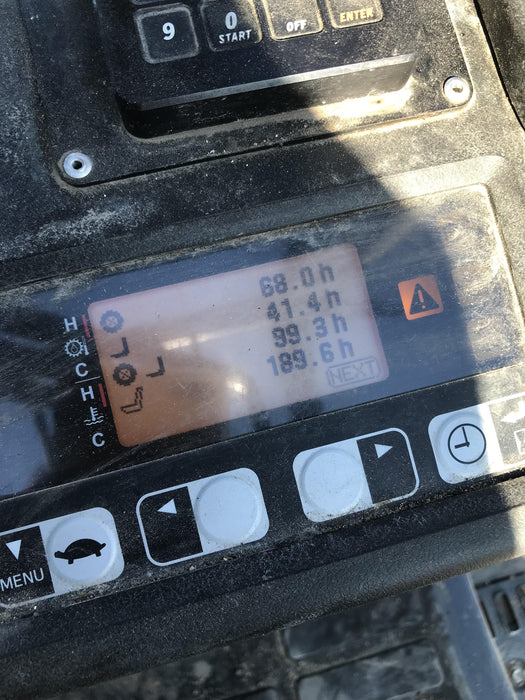 9
0
START
OFF
ENTER
68.0h
41.4h
99.3h
189.6h
NEXT
H
C
H
C
MENU